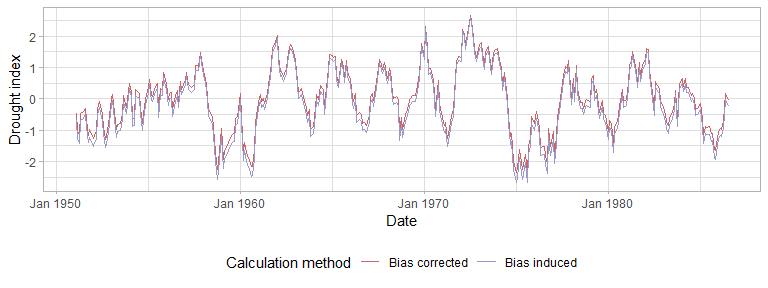 Drought index
2
1
0
-1
-2
Jan 1950 Jan 1960 Jan 1970 Jan 1980
Date
Calculation method Bias corrected Bias induced